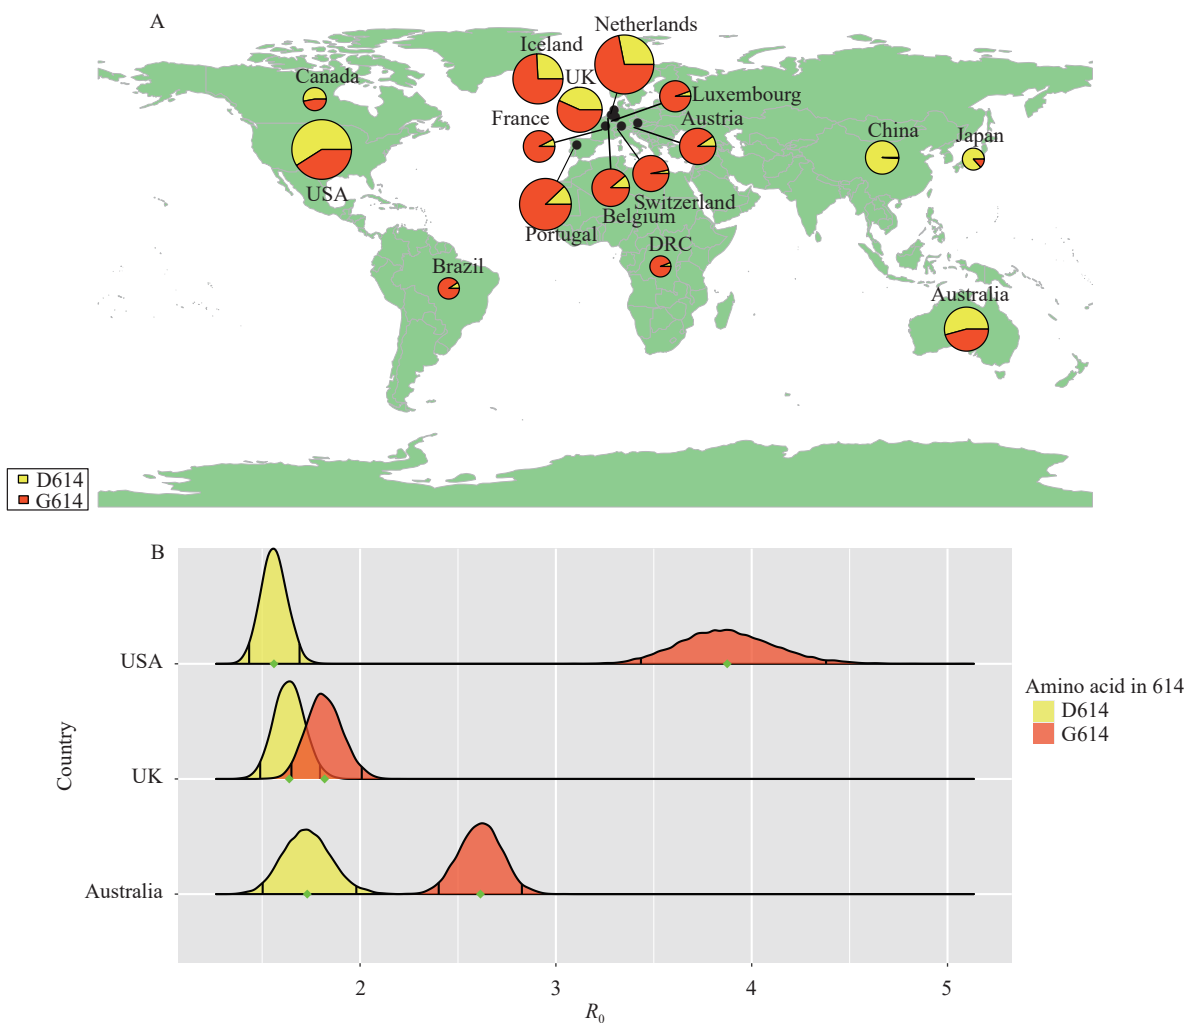 A
Netherlands
Iceland
UK
Canada
Luxembourg
France
Austria
China
Japan
USA
Switzerland
Belgium
Portugal
DRC
Brazil
Australia
D614
G614
B
USA
UK
Australia
Country
Amino acid in 614
D614
G614
2
3
4
5
R₀